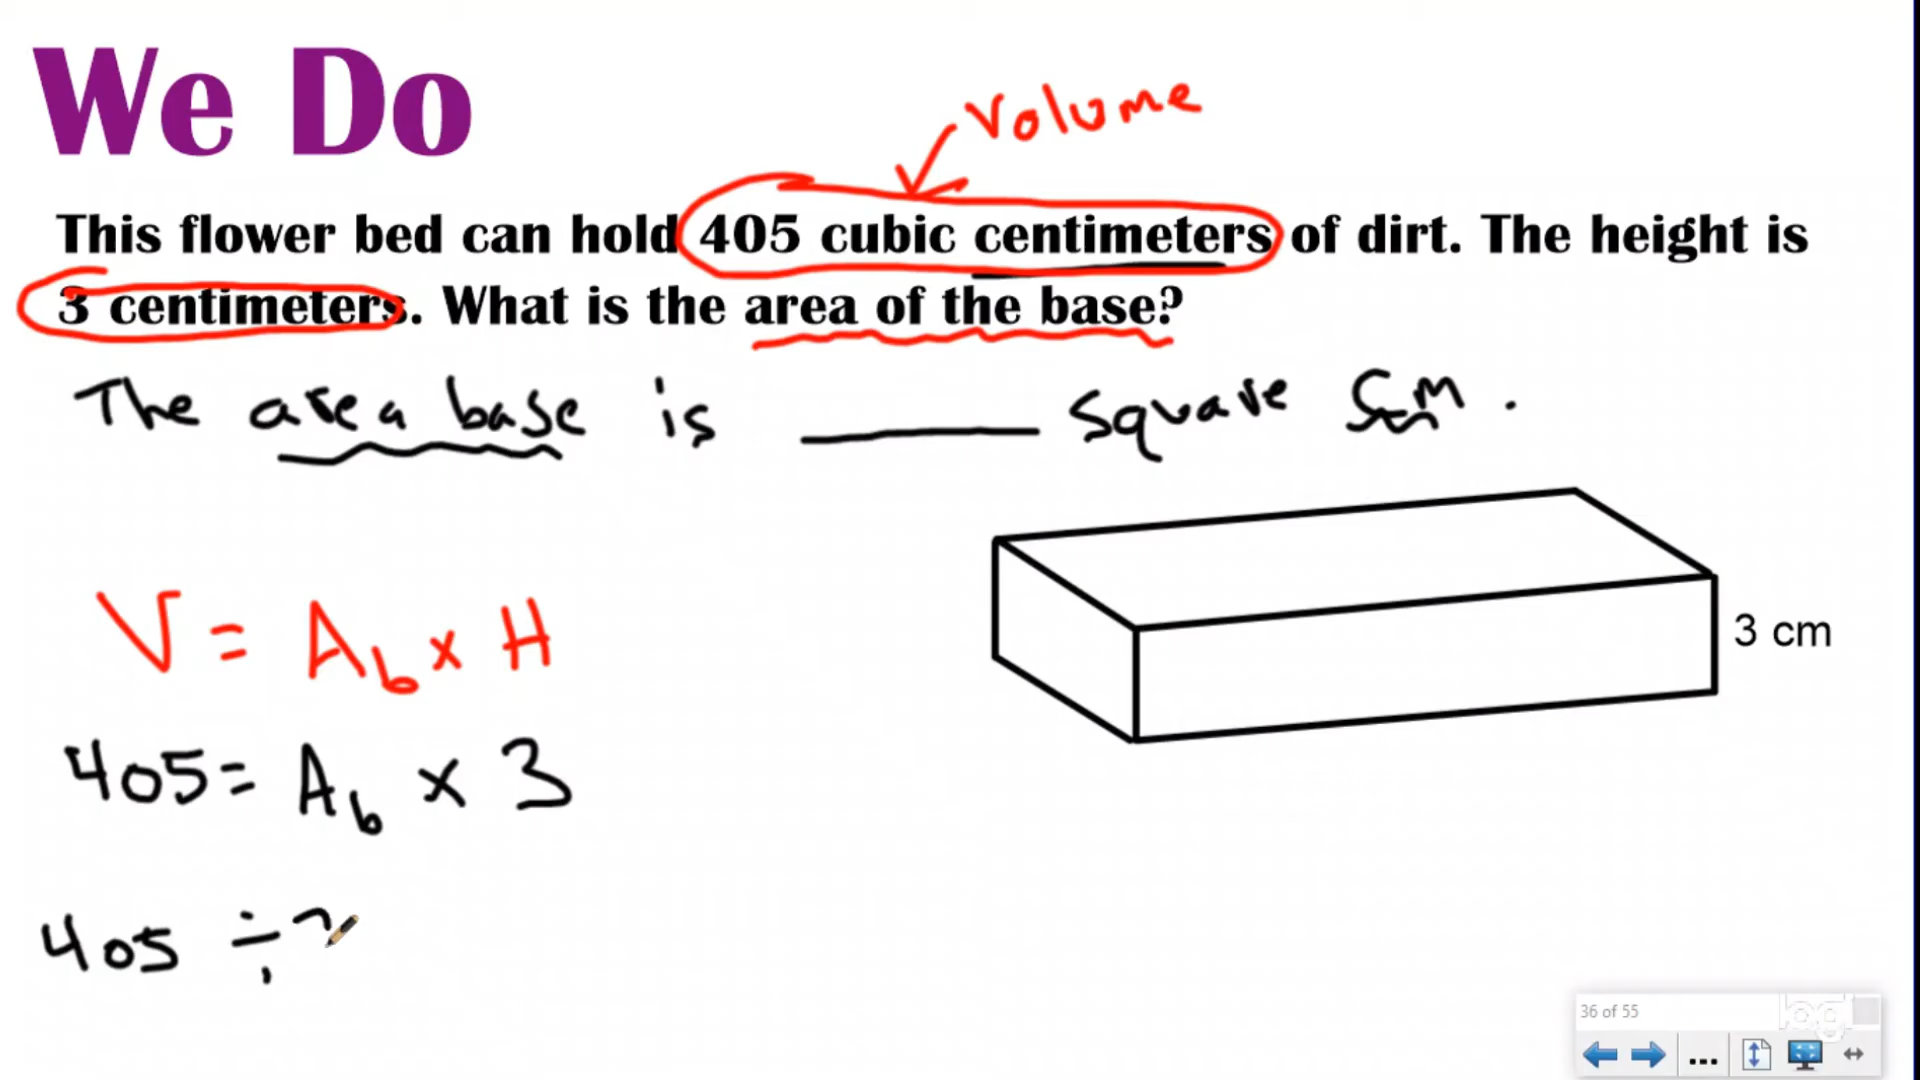 We Do
Volume
This flower bed can hold 405 cubic centimeters of dirt. The height is
3 centimeters. What is the area of the base?
The area base is ______ square cm.
V = Ab x H
3 cm
405 = Ab x 3
405 ÷
36 of 55